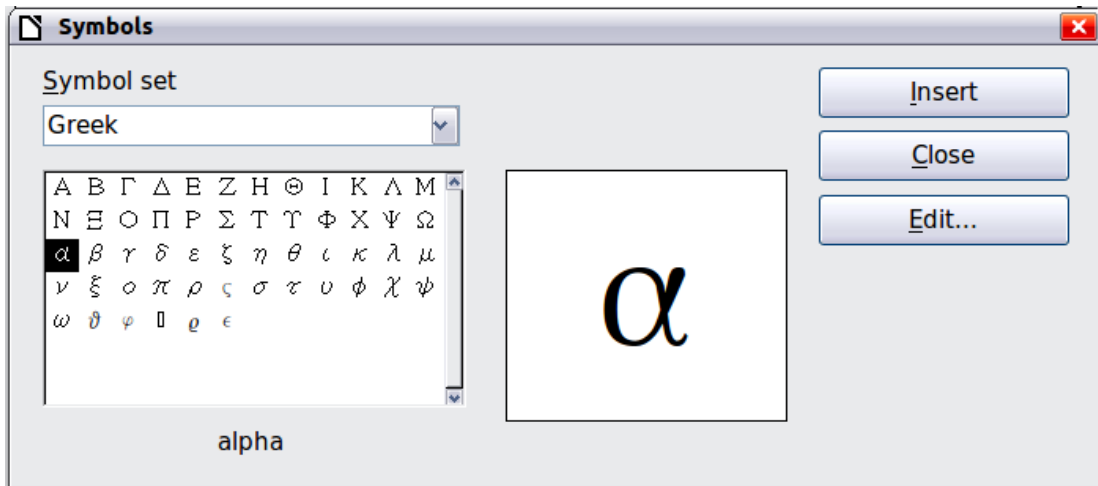 Symbols
Symbol set
Greek
Insert
Close
Edit...
Α Β Γ Δ Ε Ζ Η Θ Ι Κ Λ Μ
Ν Ξ Ο Π Ρ Σ Τ Υ Φ Χ Ψ Ω
α β γ δ ε ζ η θ ι κ λ μ
ν ξ ο π ρ ς σ τ υ ϕ χ ψ
ω ϑ φ ϱ ϵ
α
alpha